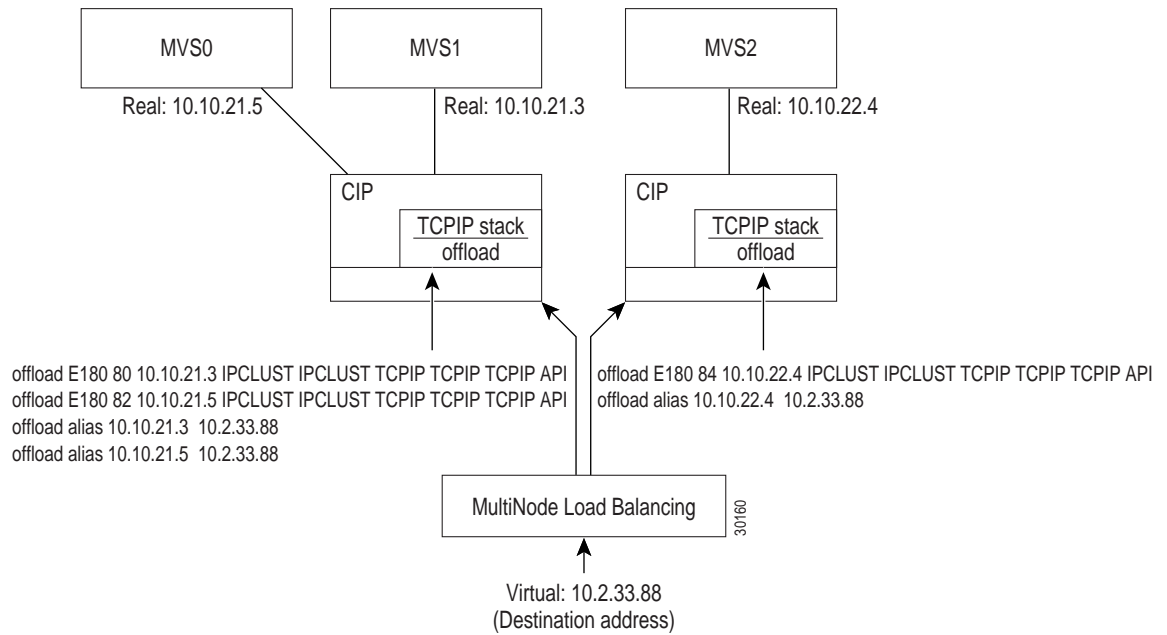 MVS0
MVS1
MVS2
Real: 10.10.21.5
Real: 10.10.21.3
Real: 10.10.22.4
CIP
TCPIP stack
offload
CIP
TCPIP stack
offload
offload E180 80 10.10.21.3 IPCLUST IPCLUST TCPIP TCPIP TCPIP API
offload E180 82 10.10.21.5 IPCLUST IPCLUST TCPIP TCPIP TCPIP API
offload alias 10.10.21.3 10.2.33.88
offload alias 10.10.21.5 10.2.33.88
offload E180 84 10.10.22.4 IPCLUST IPCLUST TCPIP TCPIP TCPIP API
offload alias 10.10.22.4 10.2.33.88
MultiNode Load Balancing
30160
Virtual: 10.2.33.88
(Destination address)